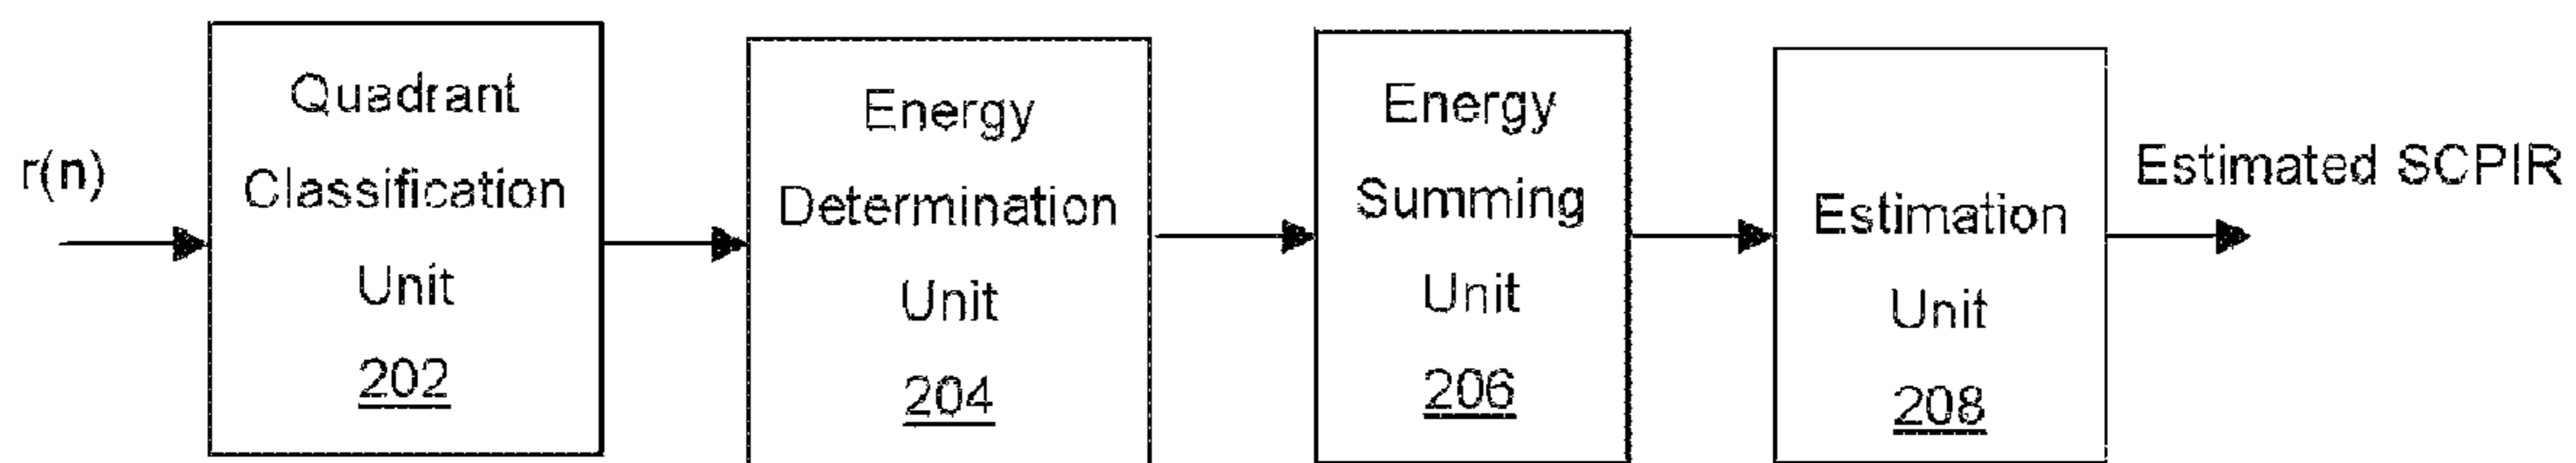 r(n)
Quadrant
Classification
Unit
202
Energy
Determination
Unit
204
Energy
Summing
Unit
206
Estimation
Unit
208
Estimated SCPIR